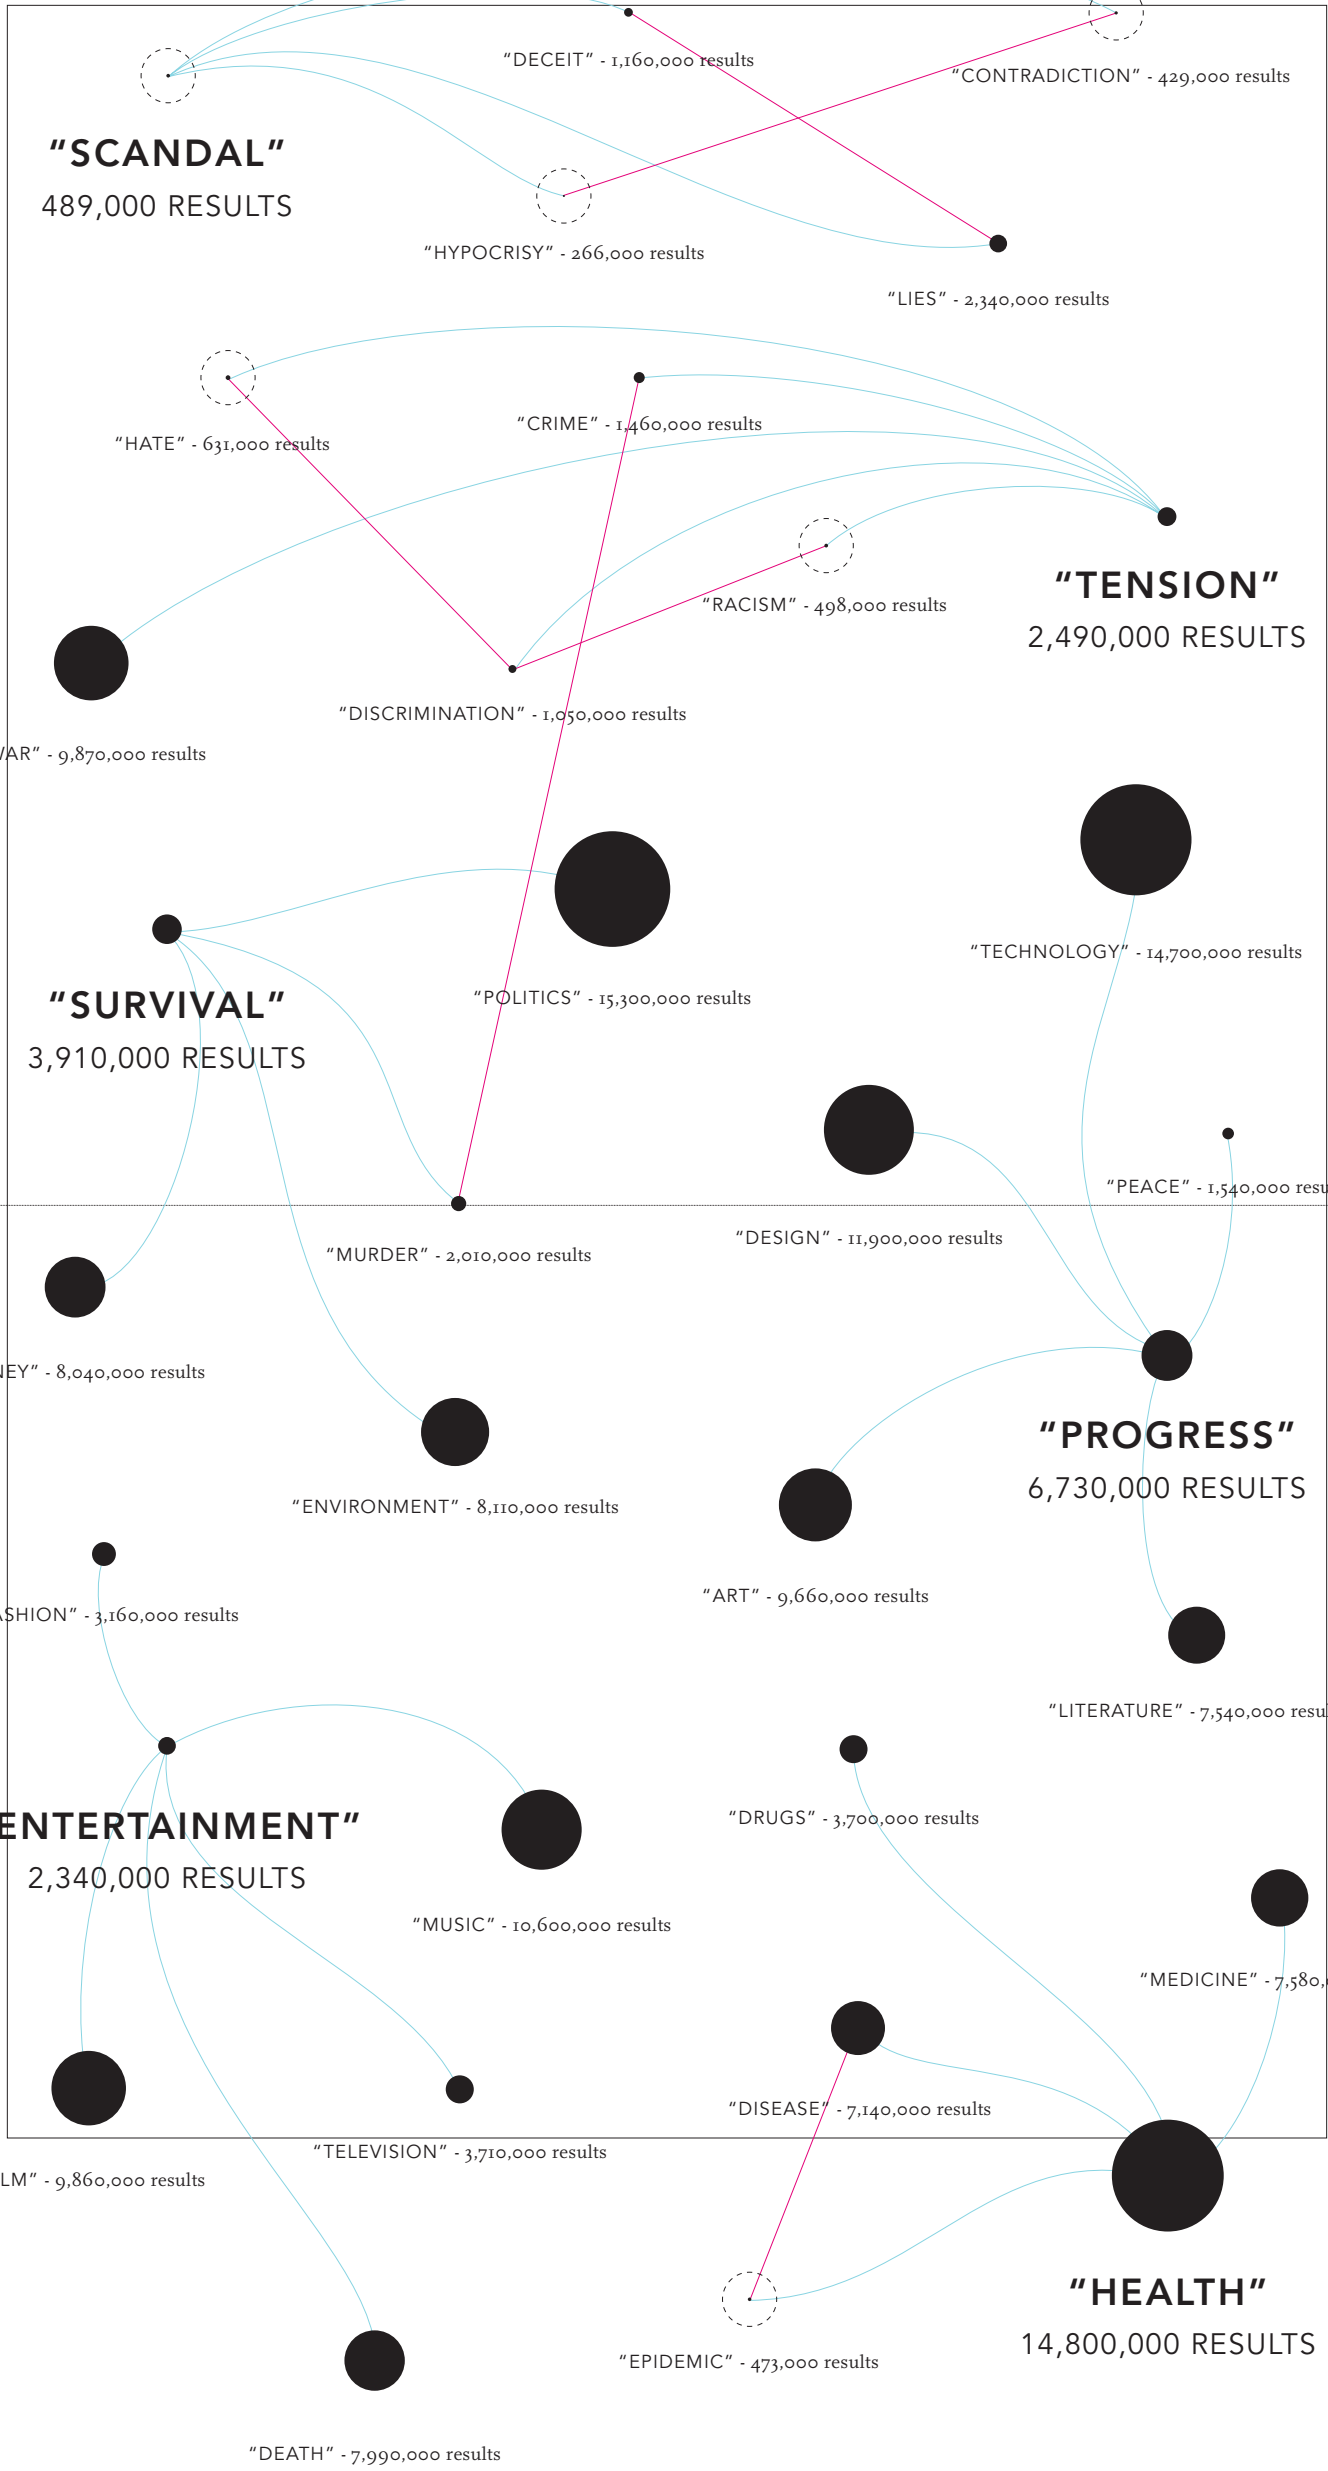 “DECEIT” - 1,160,000 results
“CONTRADICTION” - 429,000 results
“SCANDAL”
489,000 RESULTS
“HYPOCRISY” - 266,000 results
“LIES” - 2,340,000 results
“CRIME” - 1,460,000 results
“HATE” - 631,000 results
“TENSION”
2,490,000 RESULTS
“RACISM” - 498,000 results
“DISCRIMINATION” - 1,050,000 results
AR” - 9,870,000 results
“TECHNOLOGY” - 14,700,000 results
“POLITICS” - 15,300,000 results
“SURVIVAL”
3,910,000 RESULTS
“PEACE” - 1,540,000 resu
“DESIGN” - 11,900,000 results
“MURDER” - 2,010,000 results
NEY” - 8,040,000 results
“PROGRESS”
6,730,000 RESULTS
“ENVIRONMENT” - 8,110,000 results
“ART” - 9,660,000 results
ASHION” - 3,160,000 results
“LITERATURE” - 7,540,000 resu
“DRUGS” - 3,700,000 results
ENTERTAINMENT”
2,340,000 RESULTS
“MUSIC” - 10,600,000 results
“MEDICINE” - 7,580,
“DISEASE” - 7,140,000 results
“TELEVISION” - 3,710,000 results
LM” - 9,860,000 results
“HEALTH”
14,800,000 RESULTS
“EPIDEMIC” - 473,000 results
“DEATH” - 7,990,000 results